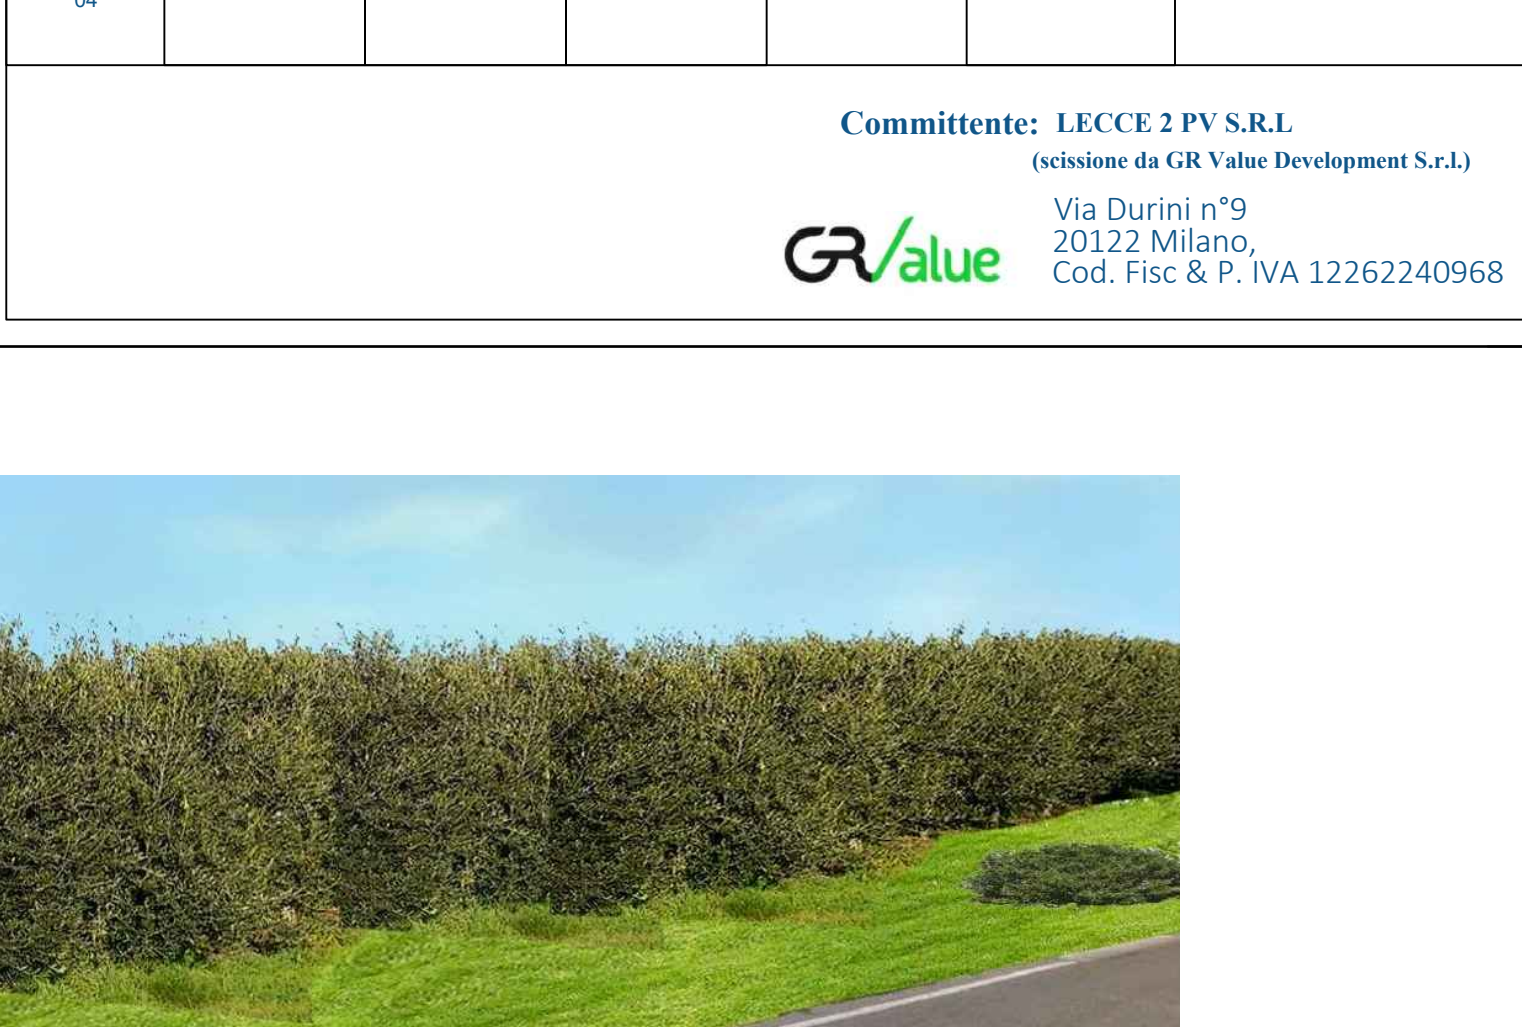 04
Committente: LECCE 2 PV S.R.L
(scissione da GR Value Development S.r.l.)
GRValue
Via Durini n°9
20122 Milano,
Cod. Fisc & P. IVA 12262240968